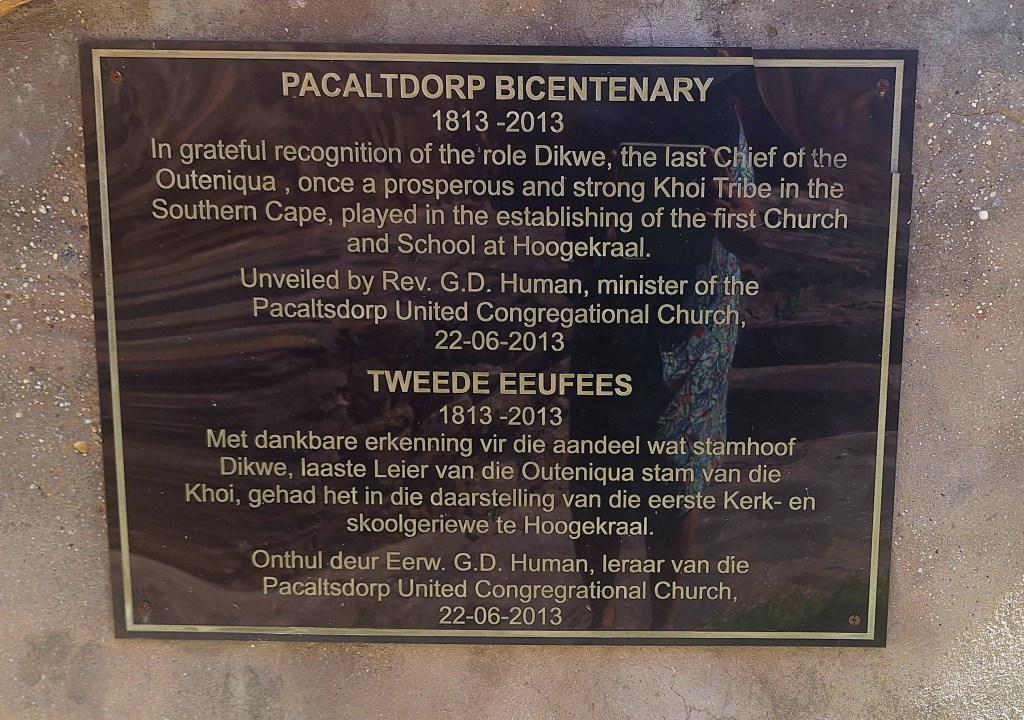 PACALTDORP BICENTENARY
1813 -2013
In grateful recognition of the role Dikwe, the last Chief of the
Outeniqua , once a prosperous and strong Khoi Tribe in the
Southern Cape, played in the establishing of the first Church
and School at Hoogekraal.
Unveiled by Rev. G.D. Human, minister of the
Pacaltsdorp United Congregational Church,
22-06-2013
TWEEDE EEUFEES
1813 -2013
Met dankbare erkenning vir die aandeel wat stamhoof
Dikwe, laaste Leier van die Outeniqua stam van die
Khoi, gehad het in die daarstelling van die eerste Kerk- en
skoolgeriewe te Hoogekraal.
Onthul deur Eerw. G.D. Human, leraar van die
Pacaltsdorp United Congregrational Church,
22-06-2013